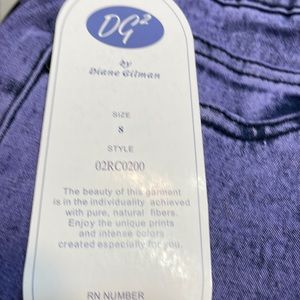 DG2
by
Diane Gilman
SIZE
8
STYLE
02RC0200
The beauty of this garment
is in the individuality achieved
with pure, natural fibers.
Enjoy the unique prints
and intense colors
created especially for you.
RN NUMBER